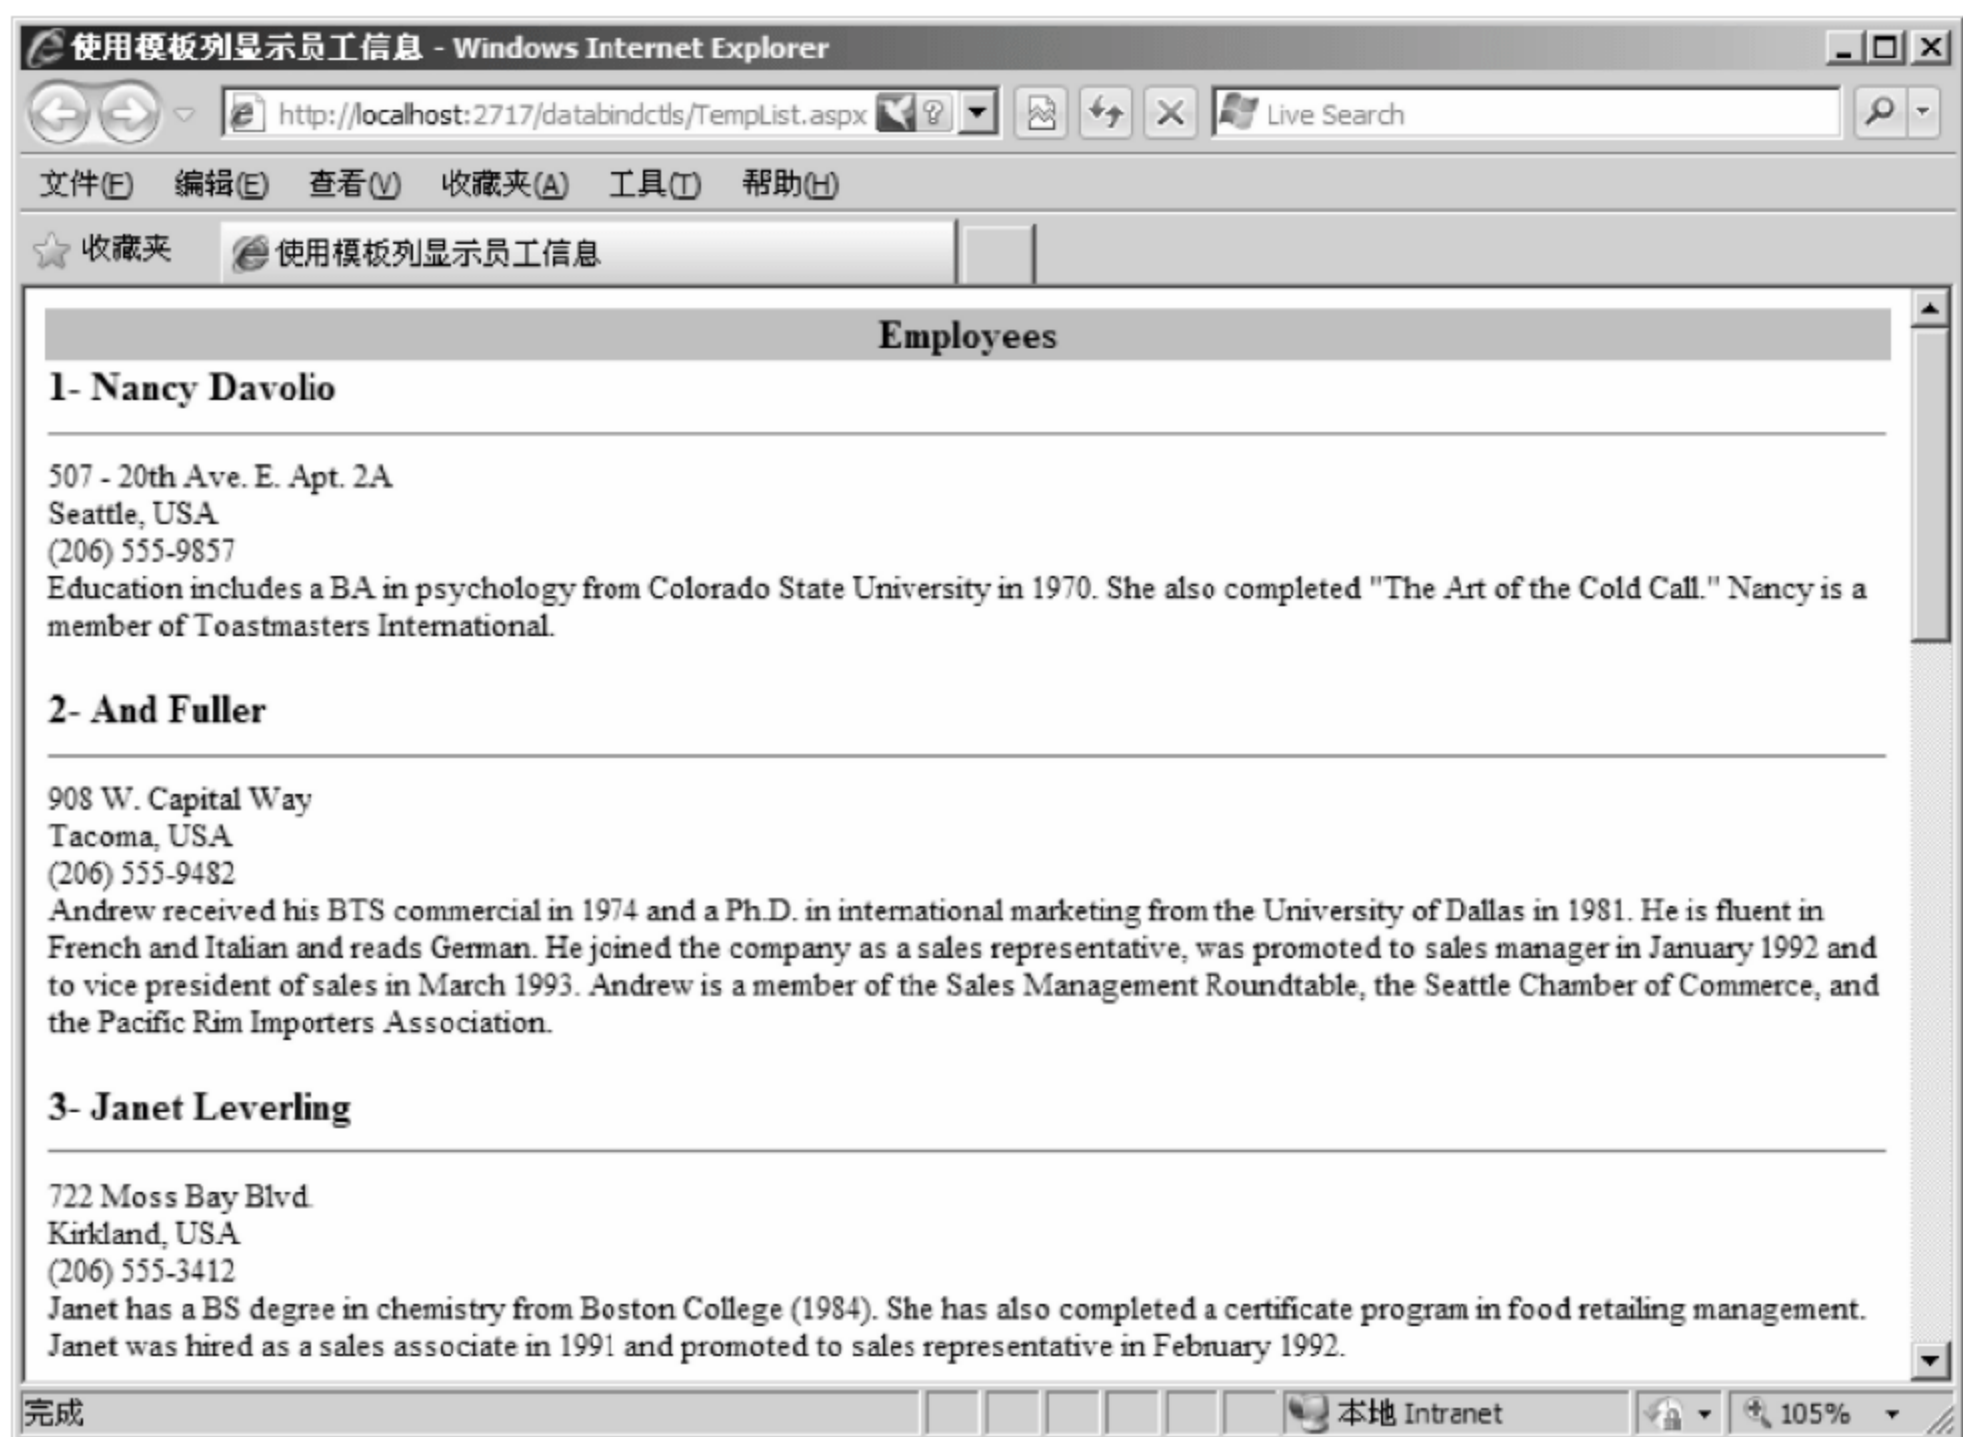 使用模板列显示员工信息 - Windows Internet Explorer
http://localhost:2717/databindctls/TempList.aspx
Live Search
文件(F) 编辑(E) 查看(V) 收藏夹(A) 工具(T) 帮助(H)
收藏夹 使用模板列显示员工信息
Employees
1- Nancy Davolio
507 - 20th Ave. E. Apt. 2A
Seattle, USA
(206) 555-9857
Education includes a BA in psychology from Colorado State University in 1970. She also completed "The Art of the Cold Call." Nancy is a
member of Toastmasters International.
2- And Fuller
908 W. Capital Way
Tacoma, USA
(206) 555-9482
Andrew received his BTS commercial in 1974 and a Ph.D. in international marketing from the University of Dallas in 1981. He is fluent in
French and Italian and reads German. He joined the company as a sales representative, was promoted to sales manager in January 1992 and
to vice president of sales in March 1993. Andrew is a member of the Sales Management Roundtable, the Seattle Chamber of Commerce, and
the Pacific Rim Importers Association.
3- Janet Leverling
722 Moss Bay Blvd.
Kirkland, USA
(206) 555-3412
Janet has a BS degree in chemistry from Boston College (1984). She has also completed a certificate program in food retailing management.
Janet was hired as a sales associate in 1991 and promoted to sales representative in February 1992.
完成 本地 Intranet 105%